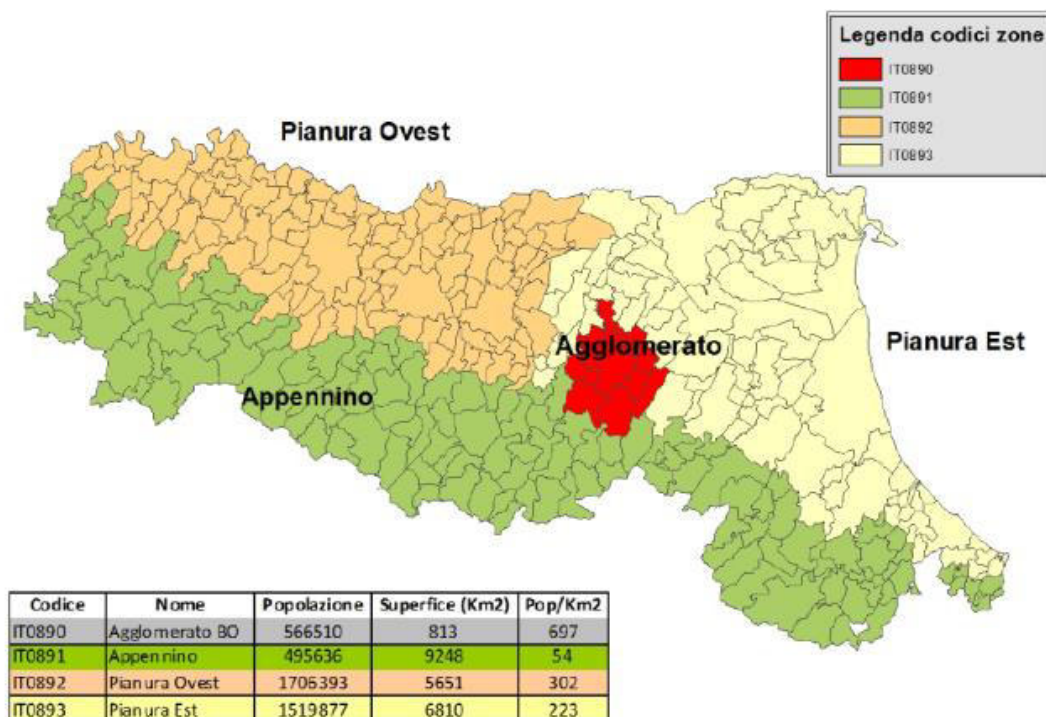 Legenda codici zone
IT0890
IT0891
IT0892
IT0893
Pianura Ovest
Agglomerato
Pianura Est
Appennino
Codice Nome Popolazione Superfice (Km2) Pop/Km2
IT0890 Agglomerato BO 566510 813 697
IT0891 Appennino 495636 9248 54
IT0892 Pianura Ovest 1706393 5651 302
IT0893 Pianura Est 1519877 6810 223